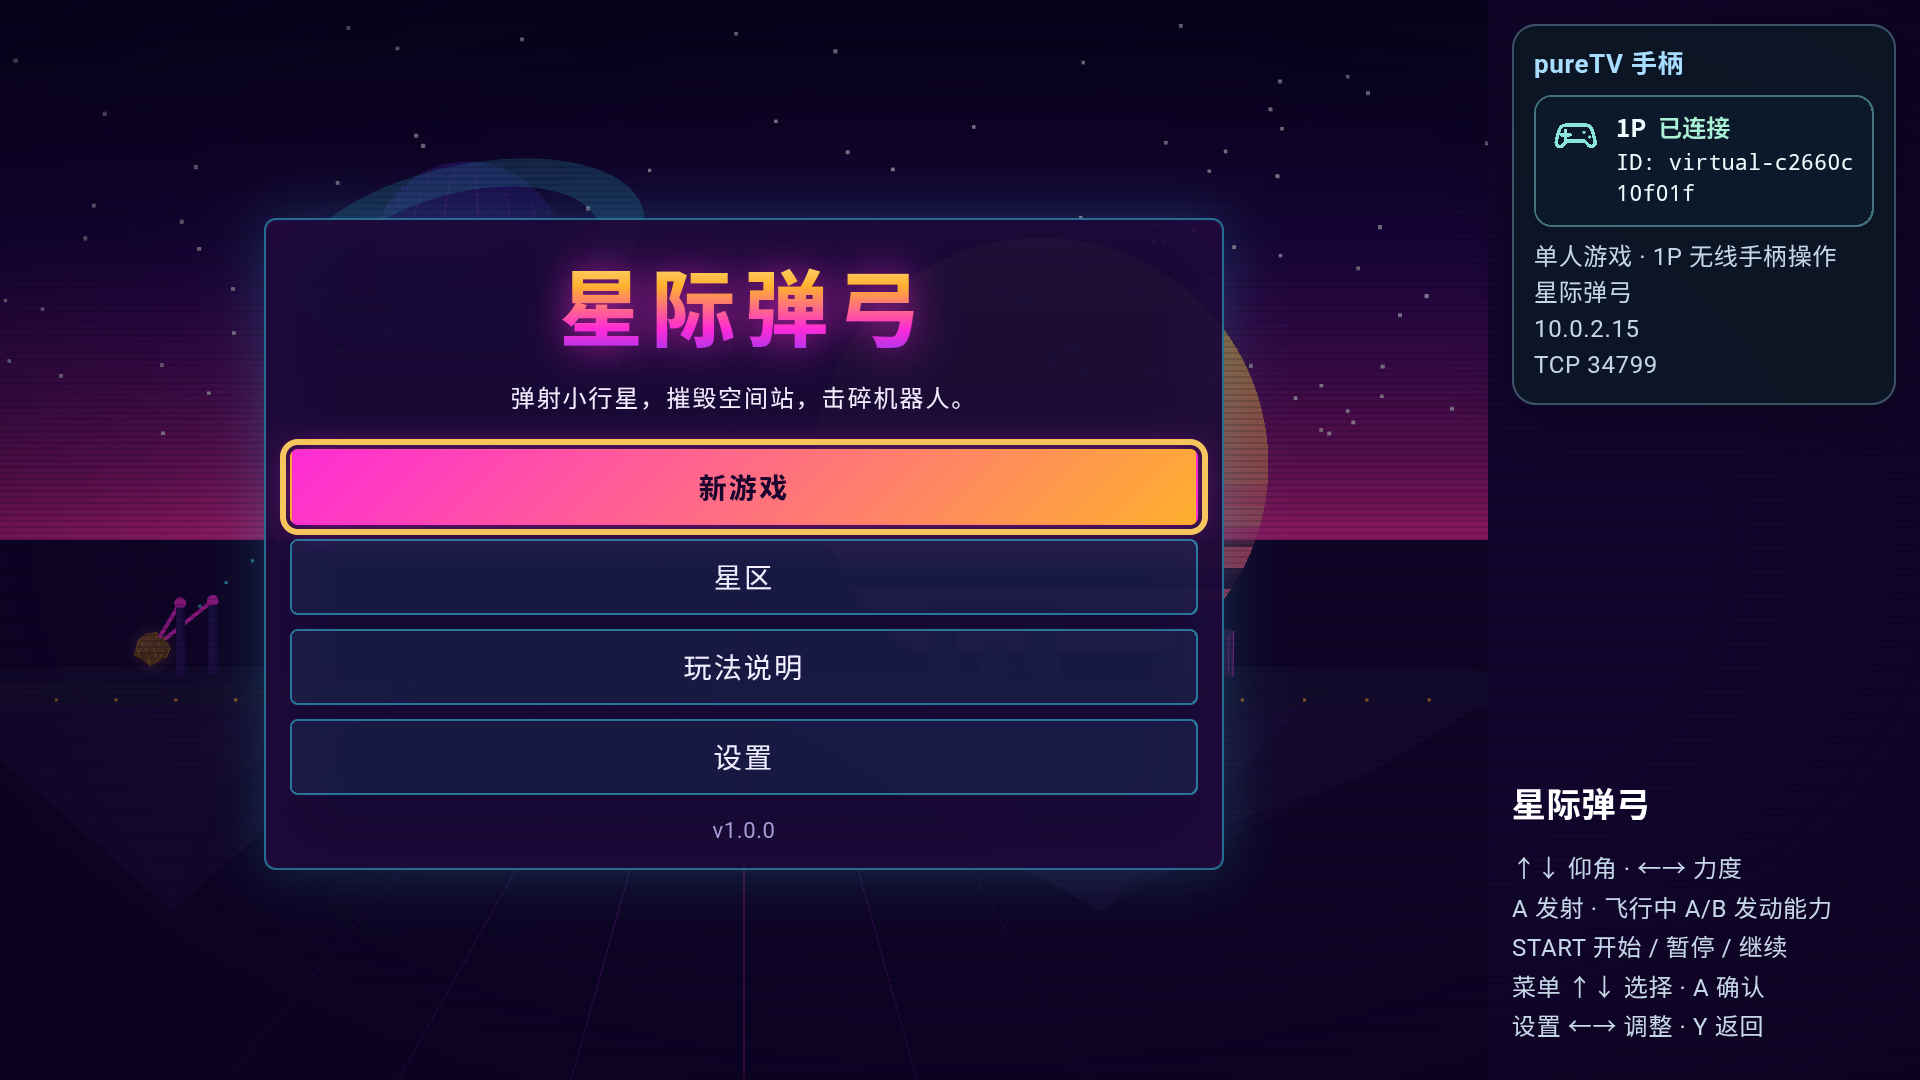 星际弹弓
弹射小行星，摧毁空间站，击碎机器人。
新游戏
星区
玩法说明
设置
v1.0.0
pureTV 手柄
1P 已连接
ID: virtual-c2660c
10f01f
单人游戏 · 1P 无线手柄操作
星际弹弓
10.0.2.15
TCP 34799
星际弹弓
↑↓ 仰角 · ←→ 力度
A 发射 · 飞行中 A/B 发动能力
START 开始 / 暂停 / 继续
菜单 ↑↓ 选择 · A 确认
设置 ←→ 调整 · Y 返回